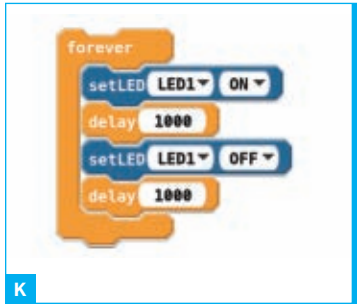 forever
setLED LED1 ON
delay 1000
setLED LED1 OFF
delay 1000
K